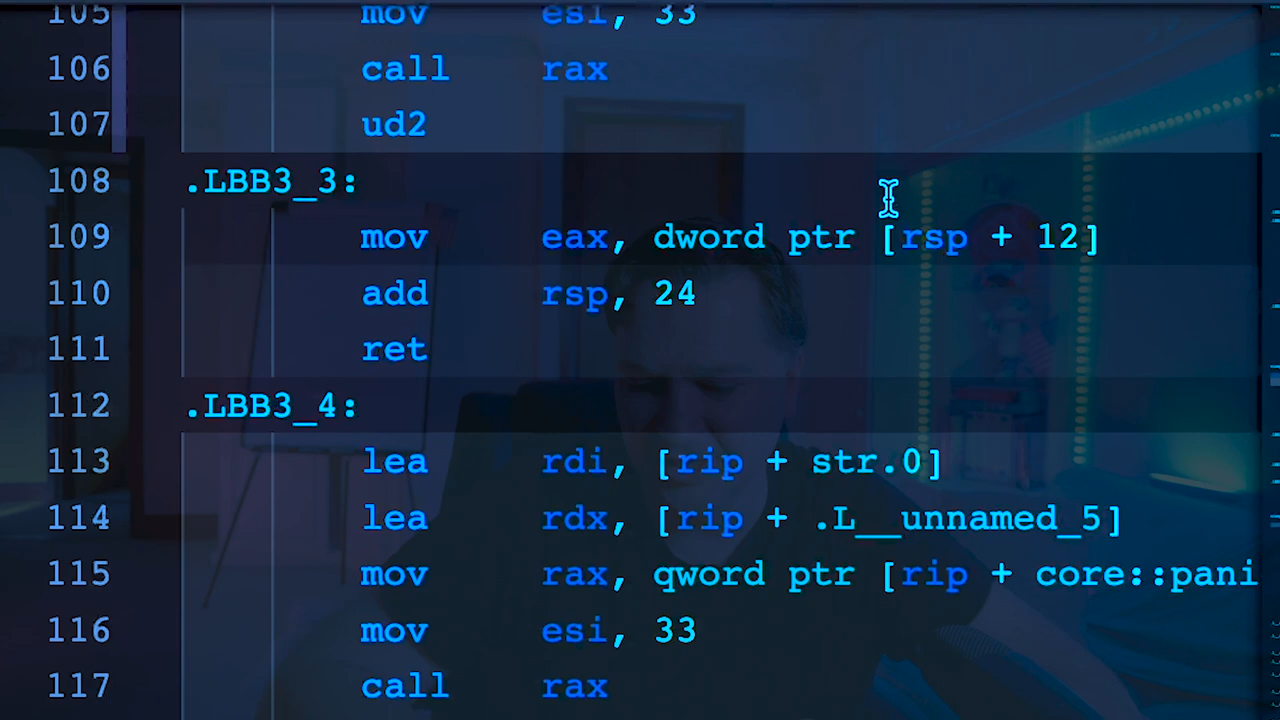 105 mov esi, 33
106 call rax
107 ud2
108 .LBB3_3:
109 mov eax, dword ptr [rsp + 12]
110 add rsp, 24
111 ret
112 .LBB3_4:
113 lea rdi, [rip + str.0]
114 lea rdx, [rip + .L__unnamed_5]
115 mov rax, qword ptr [rip + core::pani
116 mov esi, 33
117 call rax